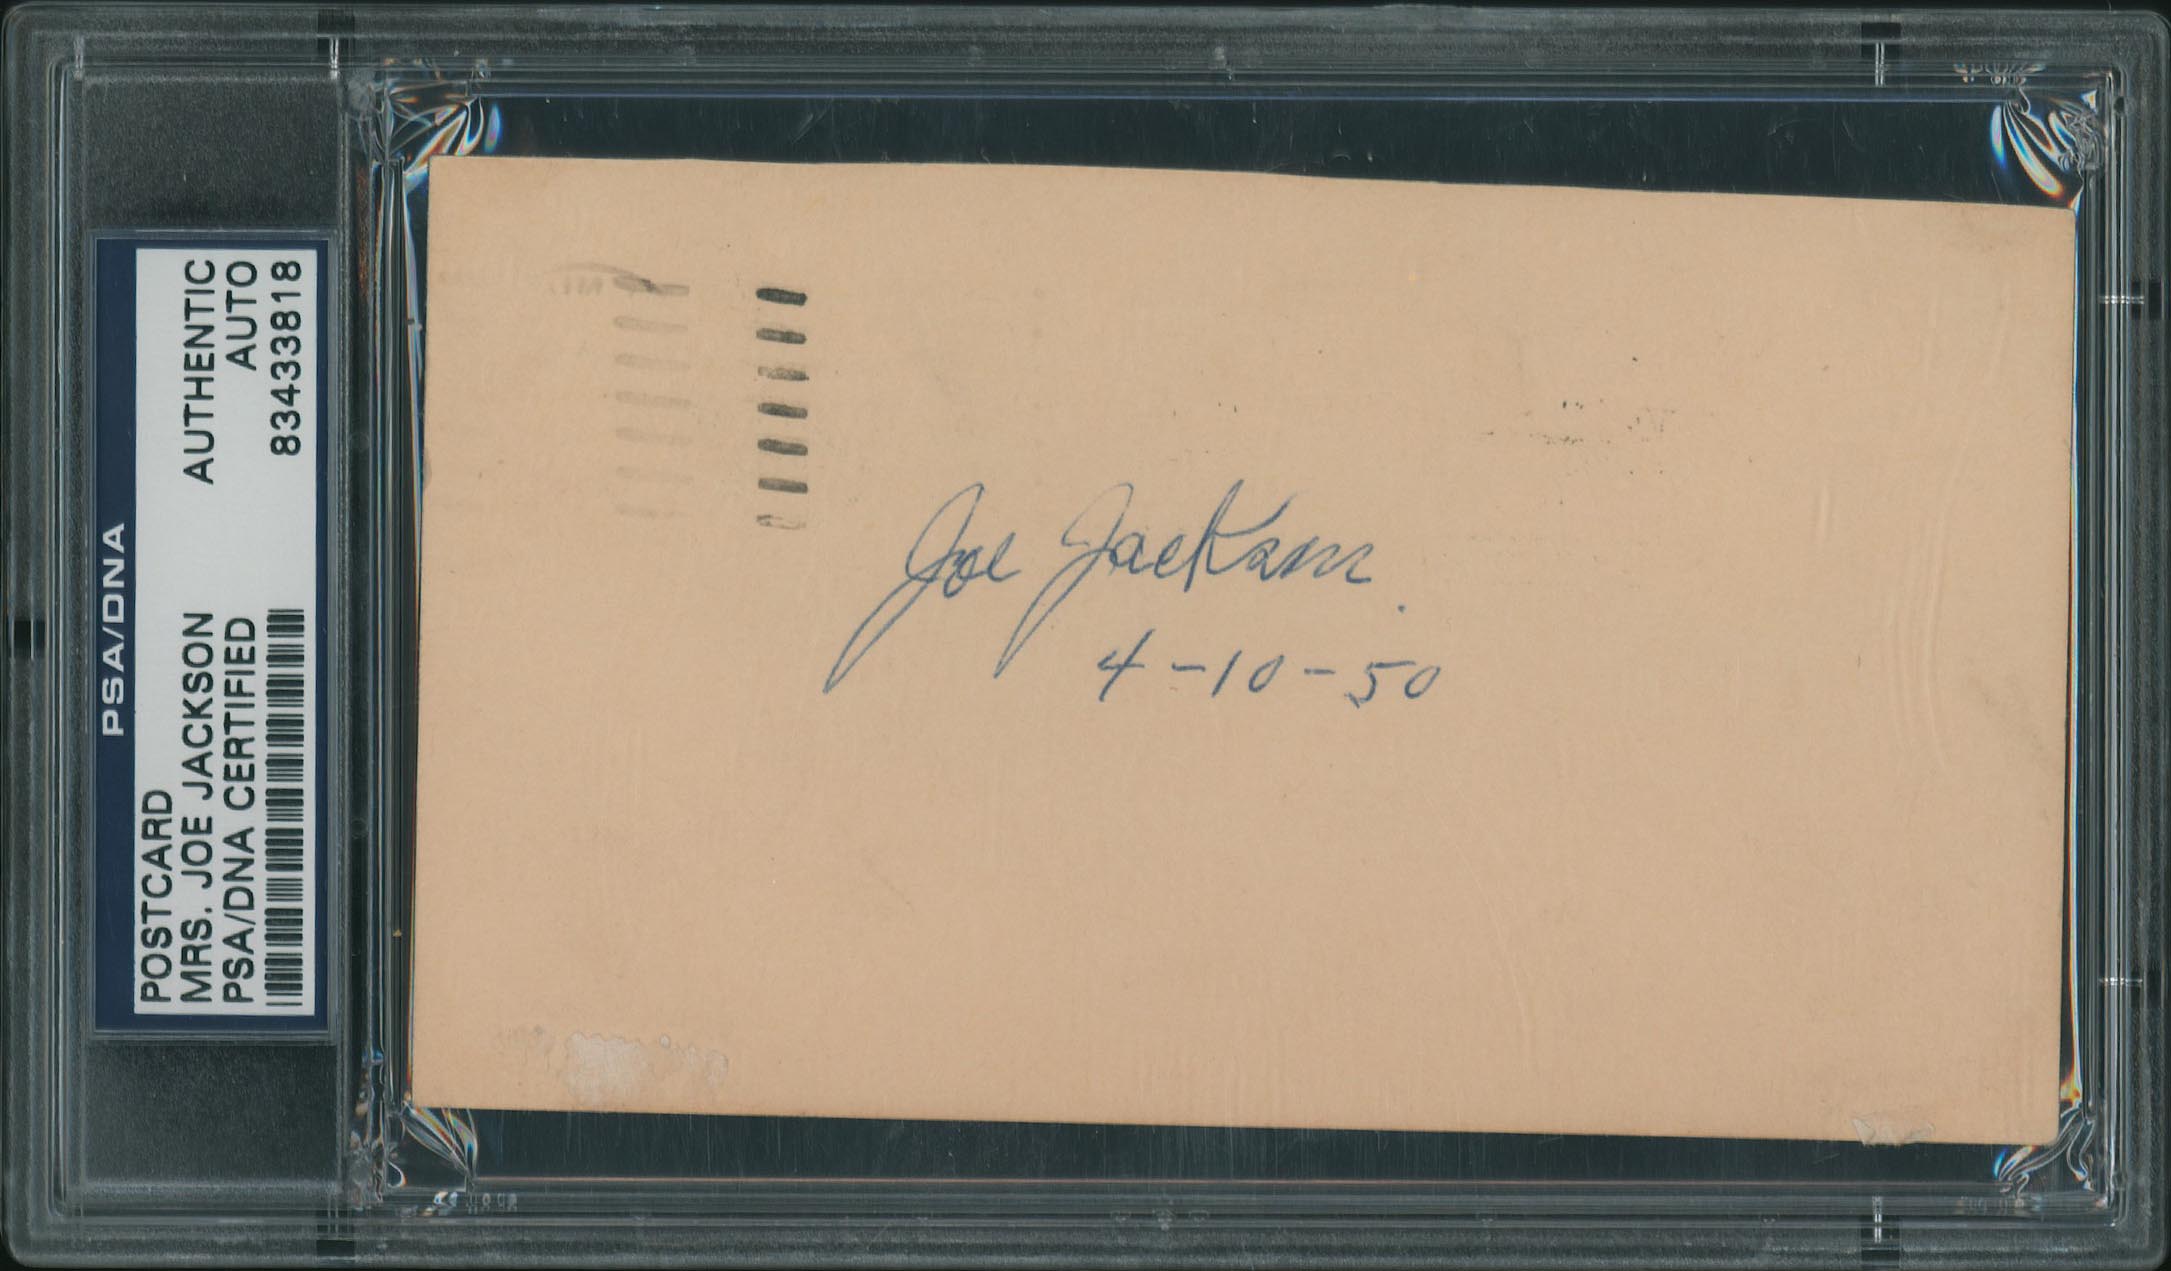 PSA/DNA
POSTCARD AUTHENTIC
MRS. JOE JACKSON AUTO
PSA/DNA CERTIFIED 83433818
Joe Jackson.
4-10-50